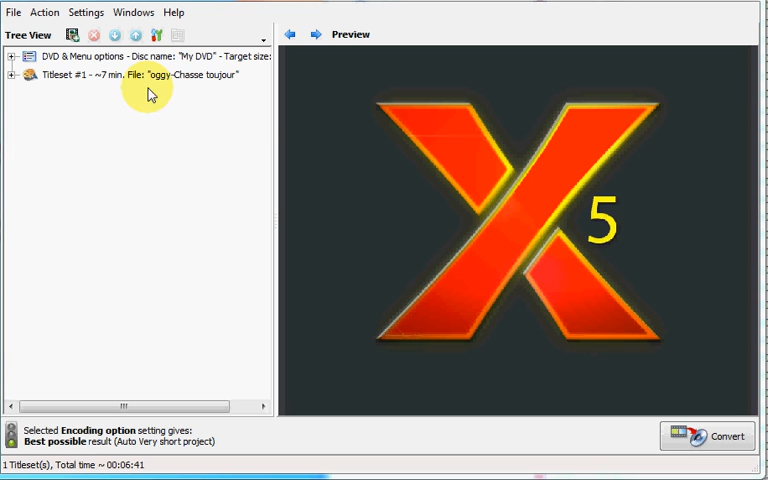 File Action Settings Windows Help
Tree View Preview
DVD & Menu options - Disc name: "My DVD" - Target size:
Titleset #1 - ~7 min. File: "oggy-Chasse toujour"
X 5
Selected Encoding option setting gives:
Best possible result (Auto Very short project)
Convert
1 Titleset(s), Total time ~ 00:06:41